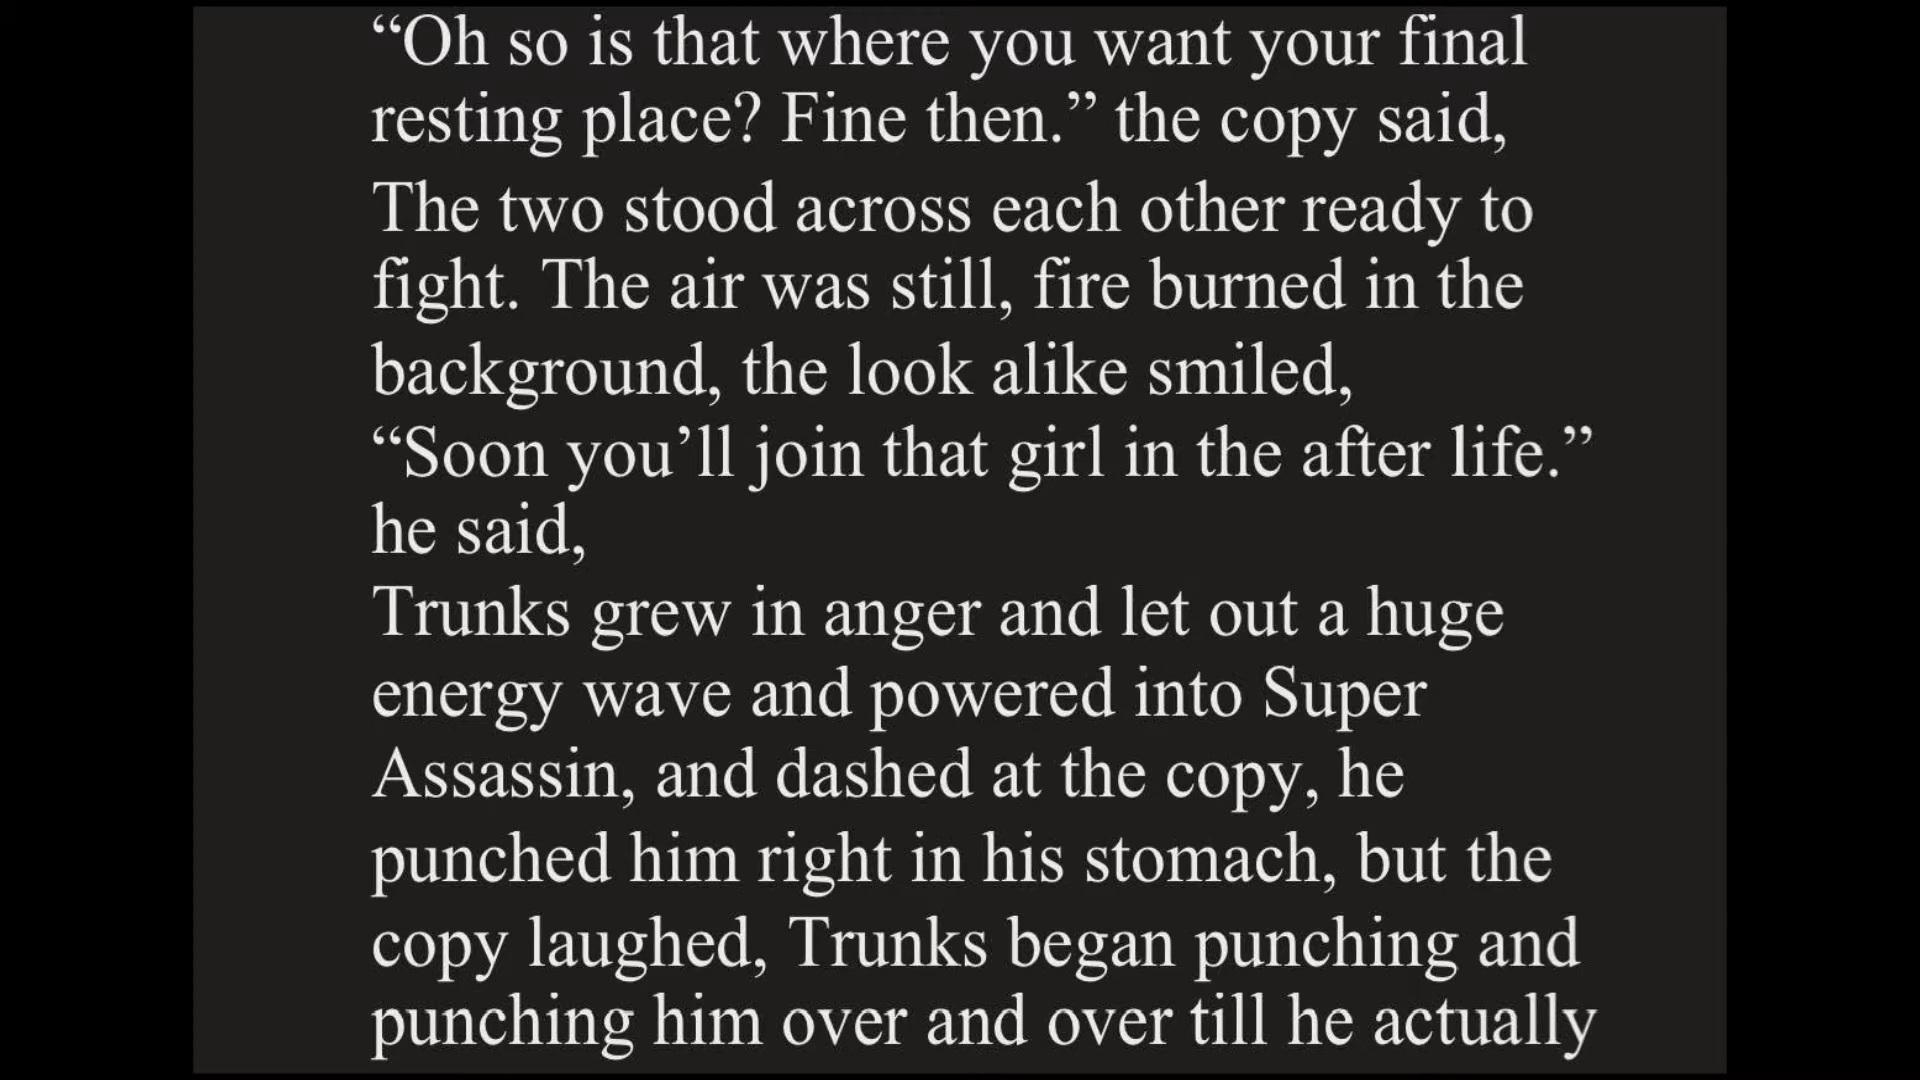 “Oh so is that where you want your final
resting place? Fine then.” the copy said,
The two stood across each other ready to
fight. The air was still, fire burned in the
background, the look alike smiled,
“Soon you’ll join that girl in the after life.”
he said,
Trunks grew in anger and let out a huge
energy wave and powered into Super
Assassin, and dashed at the copy, he
punched him right in his stomach, but the
copy laughed, Trunks began punching and
punching him over and over till he actually